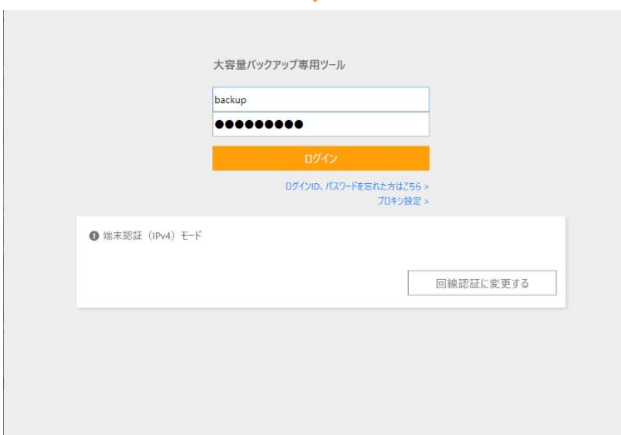 大容量バックアップ専用ツール
backup
●●●●●●●●●
ログイン
ログインID、パスワードを忘れた方はこちら >
プロキシ設定 >
端末認証（IPv4）モード
回線認証に変更する